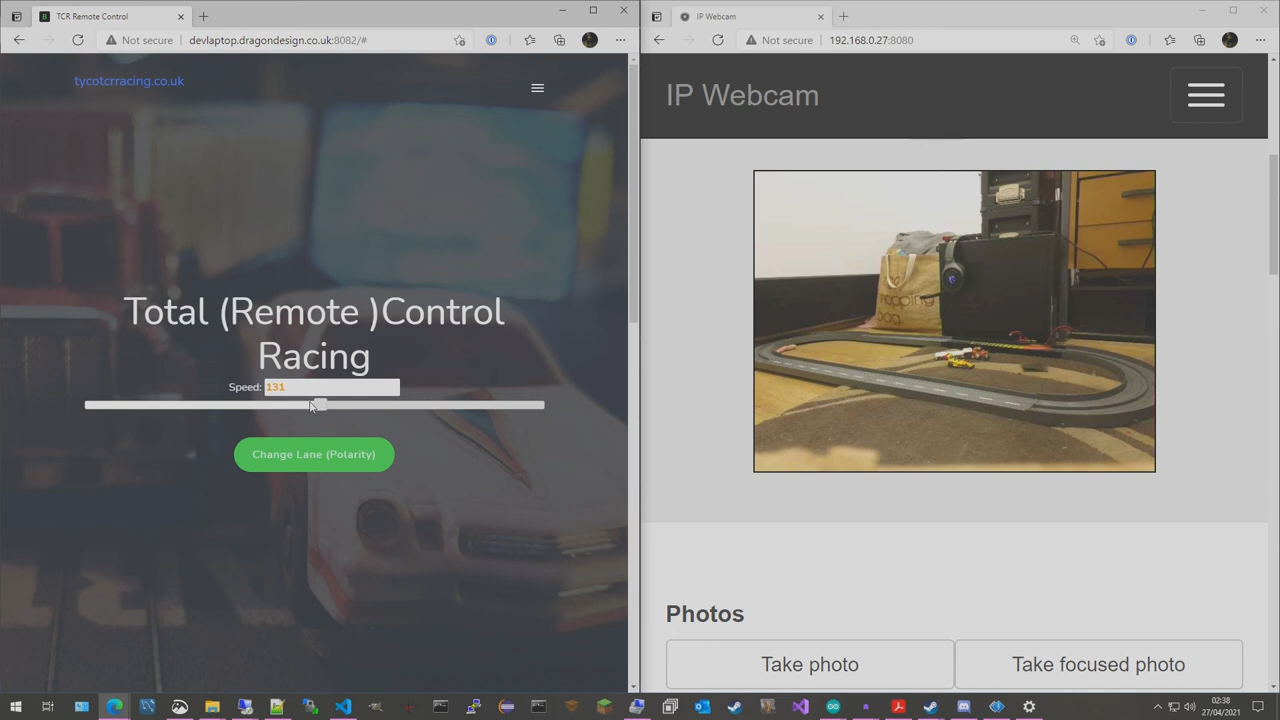 TCR Remote Control
Not secure
devlaptop.dragondesign.co.uk:8082/#
tycotcrracing.co.uk
Total (Remote )Control
Racing
Speed: 131
Change Lane (Polarity)
IP Webcam
Not secure
192.168.0.27:8080
IP Webcam
Photos
Take photo
Take focused photo
02:38
27/04/2021